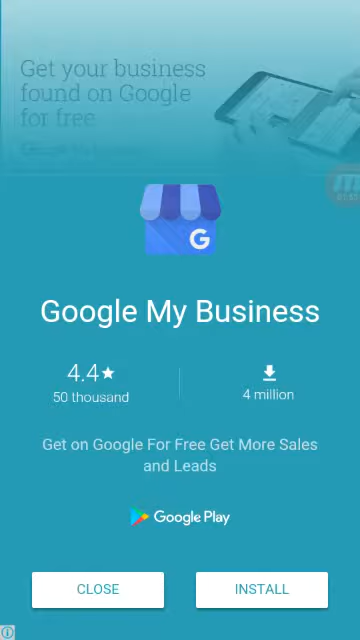 Get your business
found on Google
for free
G
Google My Business
4.4★
50 thousand
4 million
Get on Google For Free Get More Sales
and Leads
Google Play
CLOSE
INSTALL